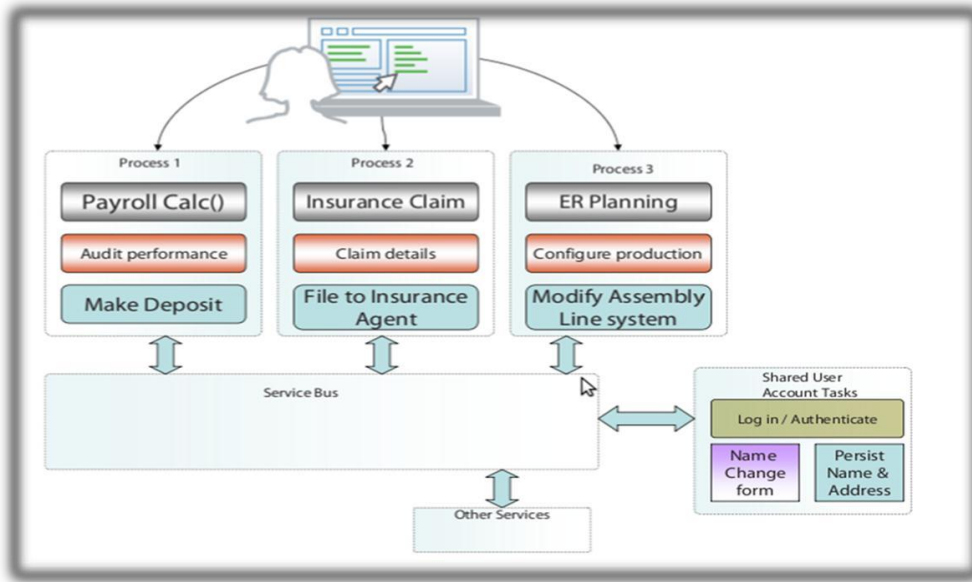 Process 1
Payroll Calc()
Audit performance
Make Deposit
Process 2
Insurance Claim
Claim details
File to Insurance
Agent
Process 3
ER Planning
Configure production
Modify Assembly
Line system
Service Bus
Shared User
Account Tasks
Log in / Authenticate
Name
Change
form
Persist
Name &
Address
Other Services